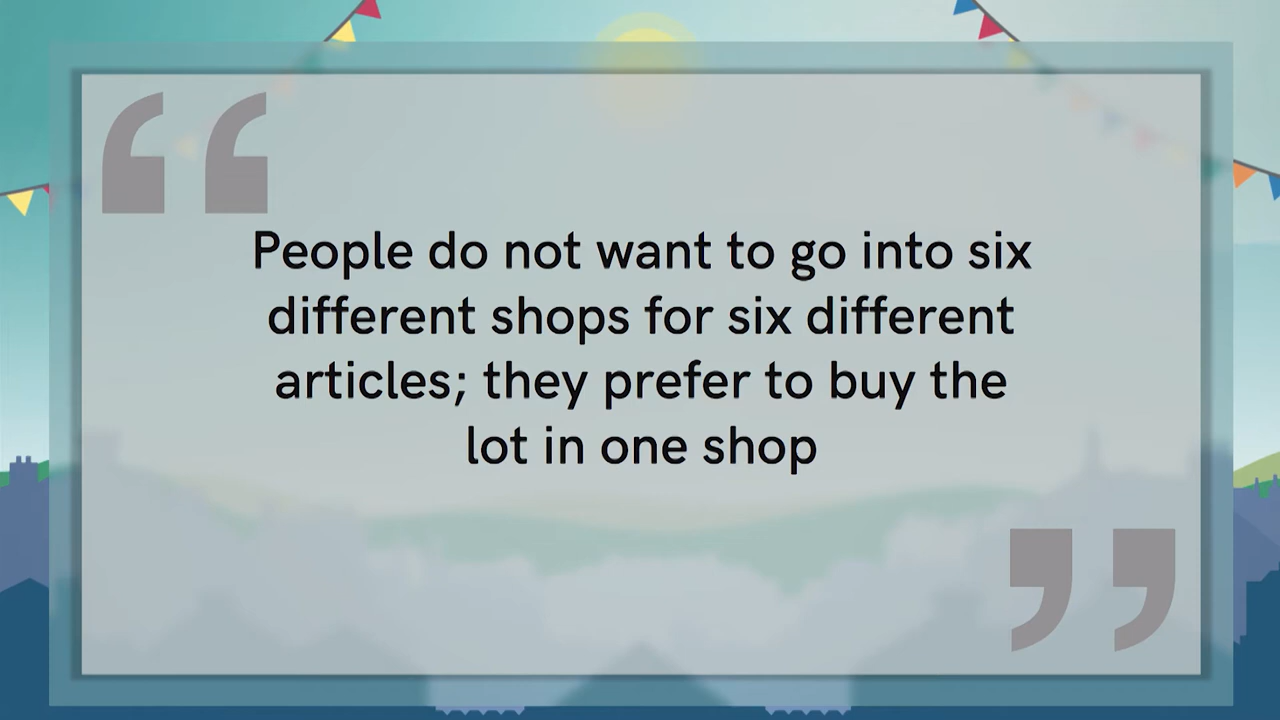 “
People do not want to go into six
different shops for six different
articles; they prefer to buy the
lot in one shop
”